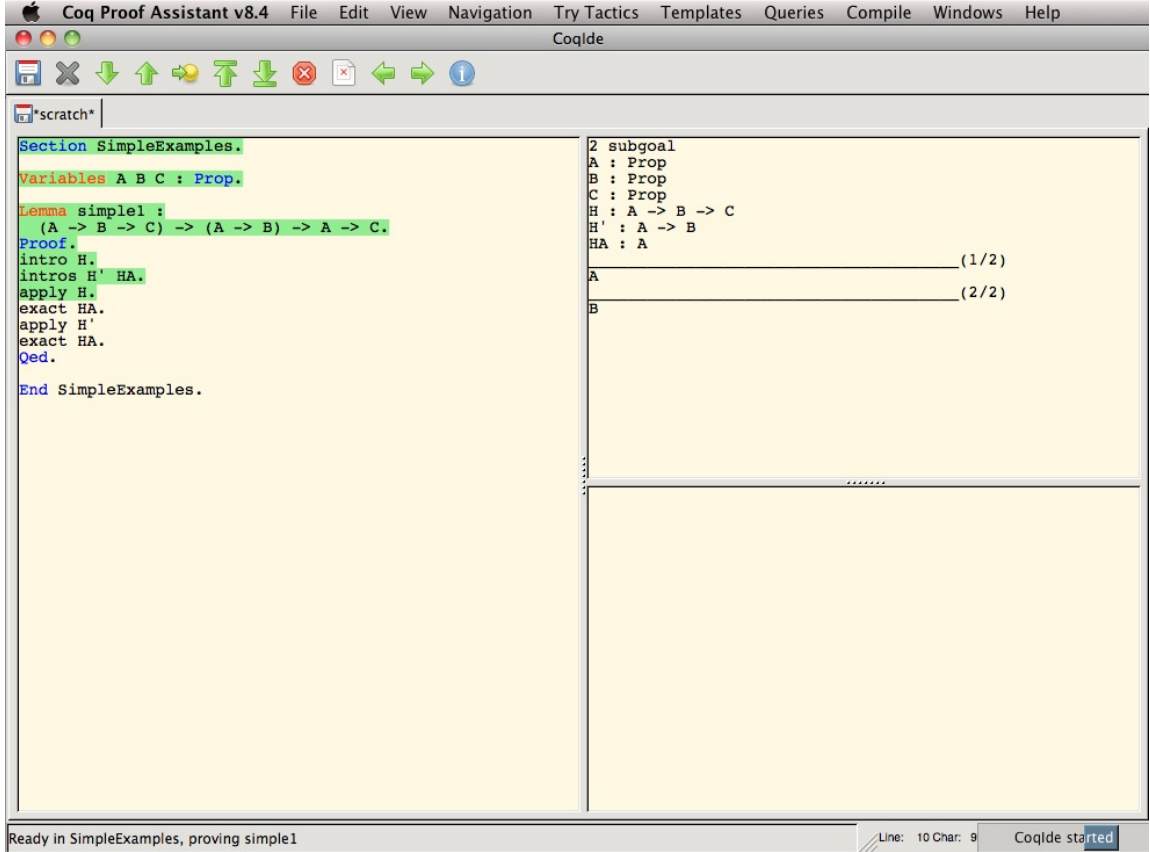 Coq Proof Assistant v8.4 File Edit View Navigation Try Tactics Templates Queries Compile Windows Help
CoqIde
*scratch*
Section SimpleExamples.
Variables A B C : Prop.
Lemma simple1 :
(A -> B -> C) -> (A -> B) -> A -> C.
Proof.
intro H.
intros H' HA.
apply H.
exact HA.
apply H'
exact HA.
Qed.
End SimpleExamples.
2 subgoal
A : Prop
B : Prop
C : Prop
H : A -> B -> C
H' : A -> B
HA : A
______________________________________(1/2)
A
______________________________________(2/2)
B
Ready in SimpleExamples, proving simple1
Line: 10 Char: 9
CoqIde started